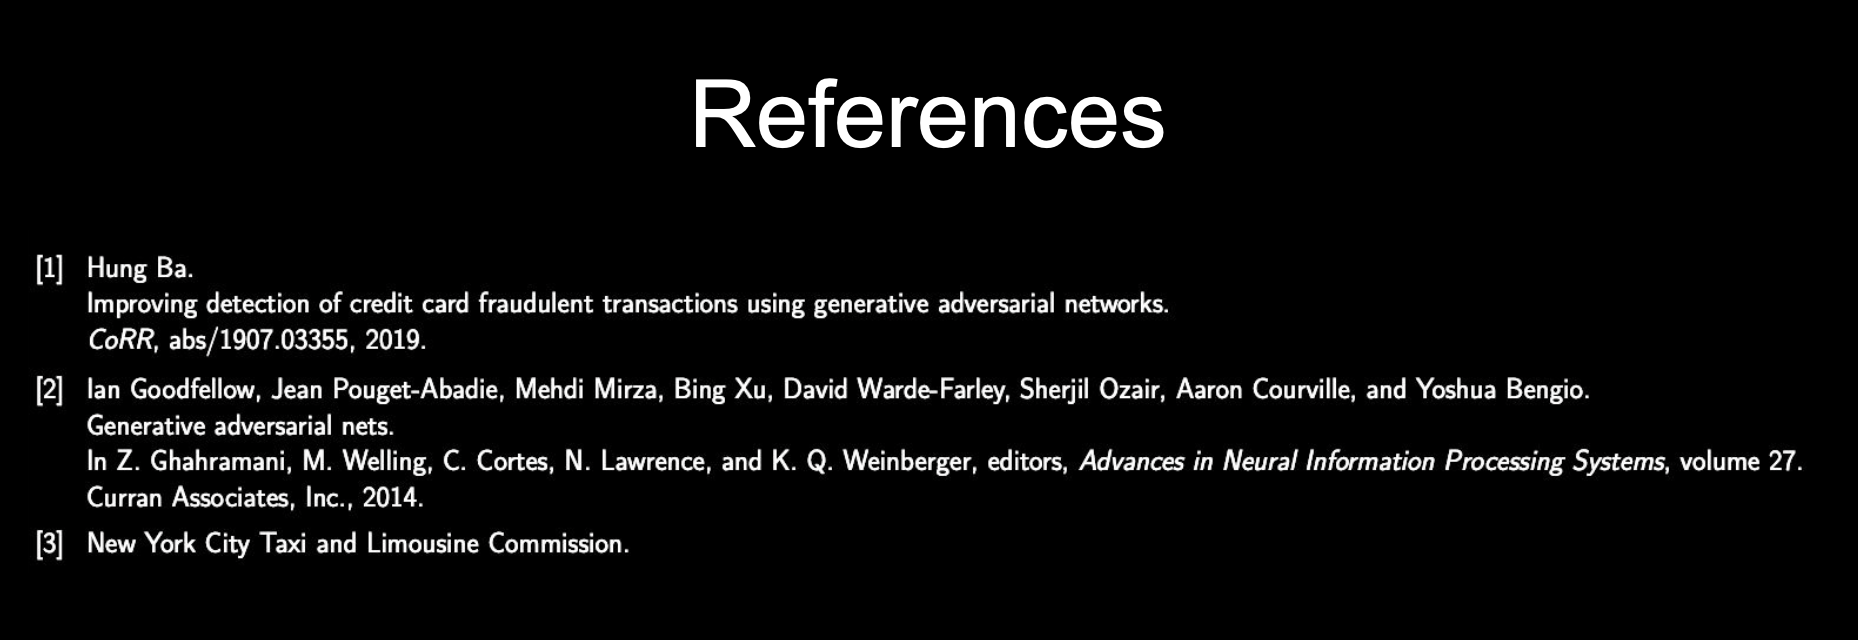 References
[1] Hung Ba.
Improving detection of credit card fraudulent transactions using generative adversarial networks.
CoRR, abs/1907.03355, 2019.
[2] Ian Goodfellow, Jean Pouget-Abadie, Mehdi Mirza, Bing Xu, David Warde-Farley, Sherjil Ozair, Aaron Courville, and Yoshua Bengio.
Generative adversarial nets.
In Z. Ghahramani, M. Welling, C. Cortes, N. Lawrence, and K. Q. Weinberger, editors, Advances in Neural Information Processing Systems, volume 27.
Curran Associates, Inc., 2014.
[3] New York City Taxi and Limousine Commission.